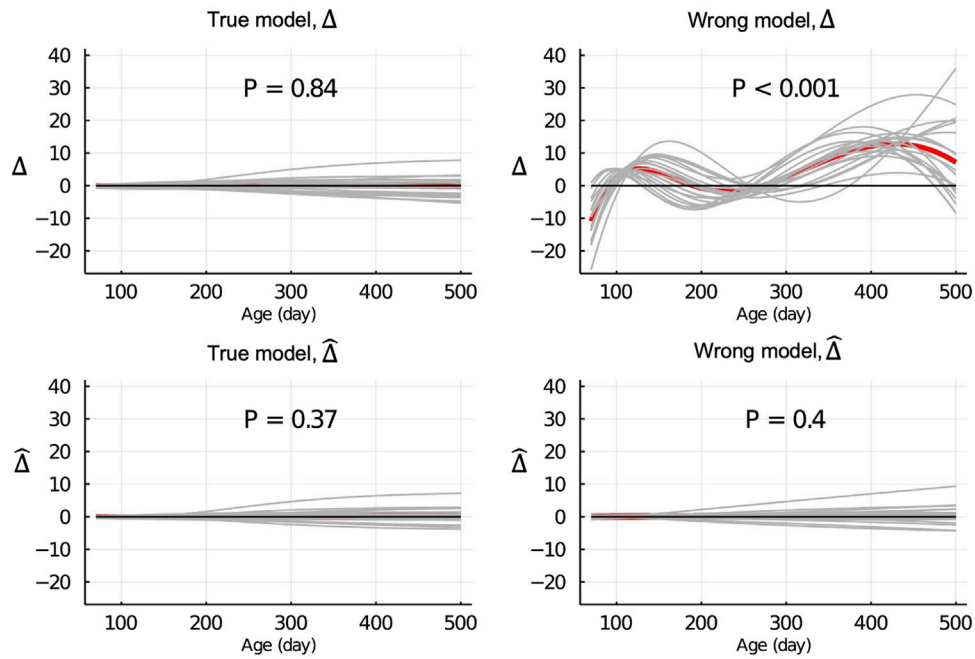 True model, Δ
Wrong model, Δ
40
30
20
10
0
−10
−20
Δ
P = 0.84
100 200 300 400 500
Age (day)
40
30
20
10
0
−10
−20
Δ
P < 0.001
100 200 300 400 500
Age (day)
True model, Δ̂
Wrong model, Δ̂
40
30
20
10
0
−10
−20
Δ̂
P = 0.37
100 200 300 400 500
Age (day)
40
30
20
10
0
−10
−20
Δ̂
P = 0.4
100 200 300 400 500
Age (day)